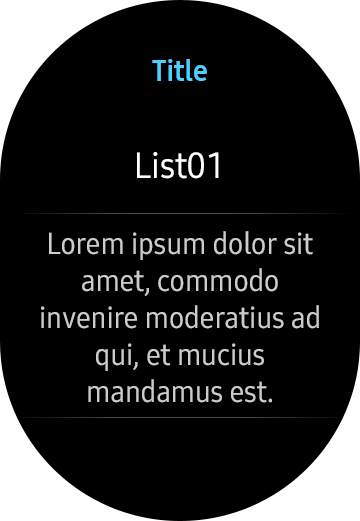 Title
List01
Lorem ipsum dolor sit
amet, commodo
invenire moderatius ad
qui, et mucius
mandamus est.